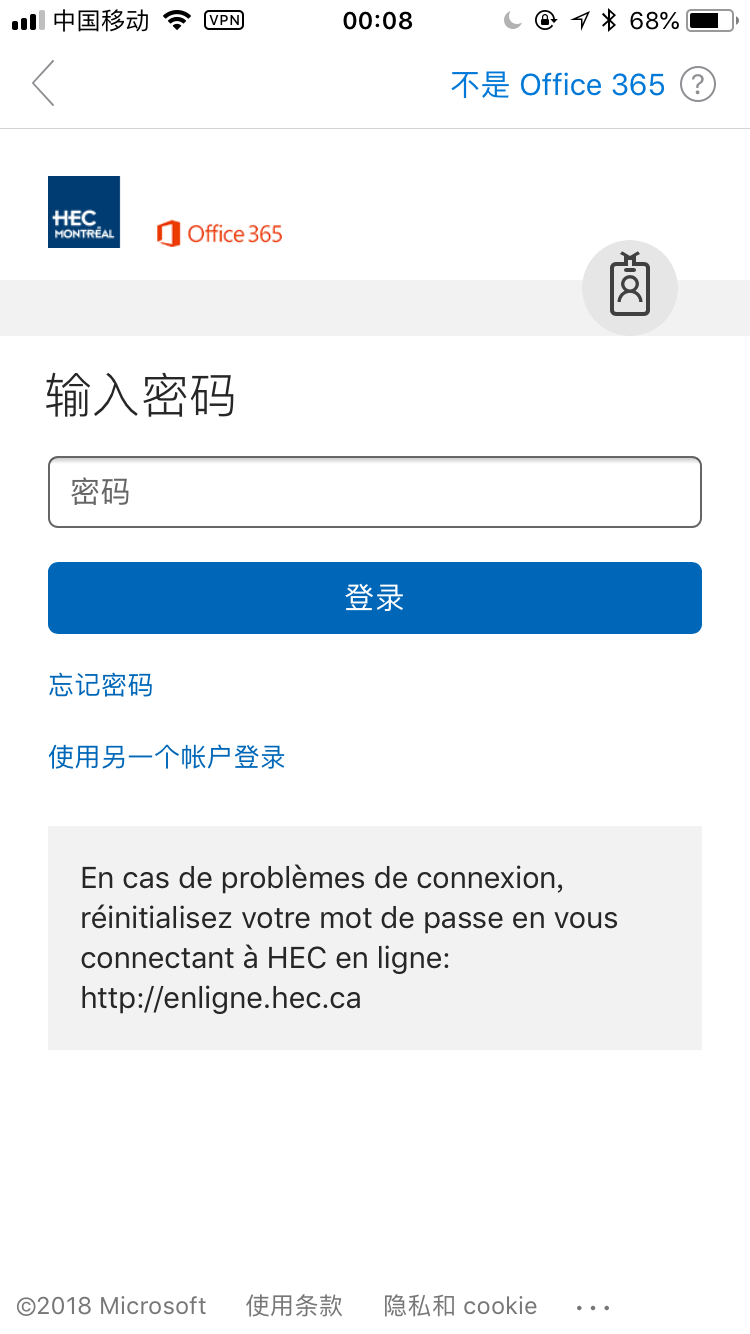 中国移动 VPN 00:08 68%
不是 Office 365 ?
HEC
MONTRÉAL
Office 365
输入密码
密码
登录
忘记密码
使用另一个帐户登录
En cas de problèmes de connexion,
réinitialisez votre mot de passe en vous
connectant à HEC en ligne:
http://enligne.hec.ca
©2018 Microsoft 使用条款 隐私和 cookie ...